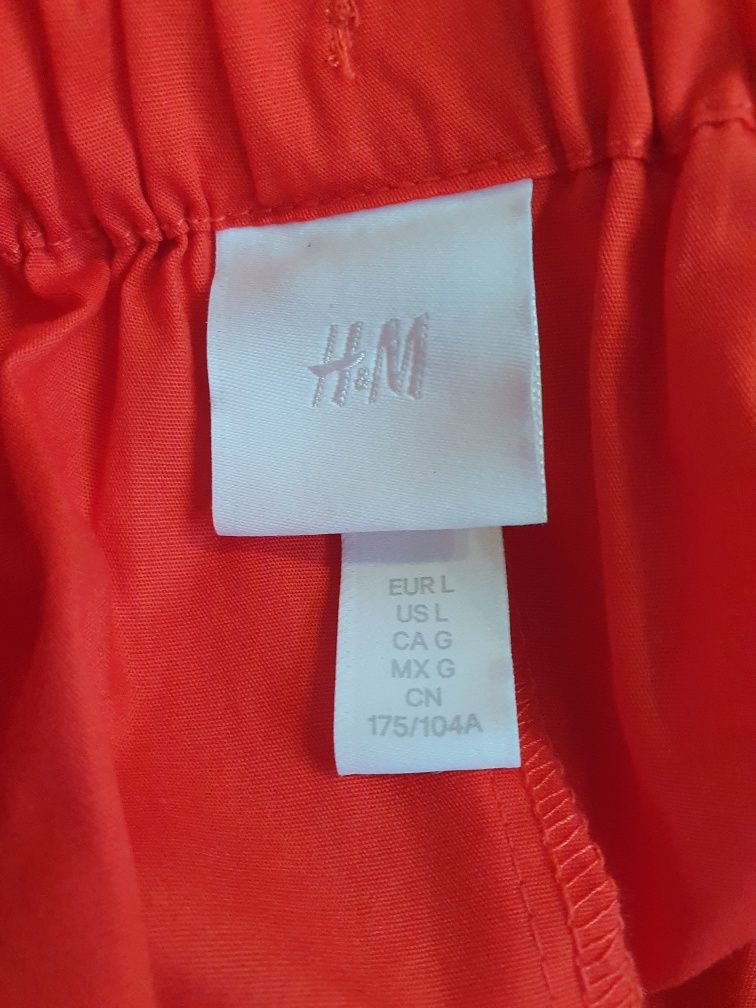 H&M
EUR L
US L
CA G
MX G
CN
175/104A